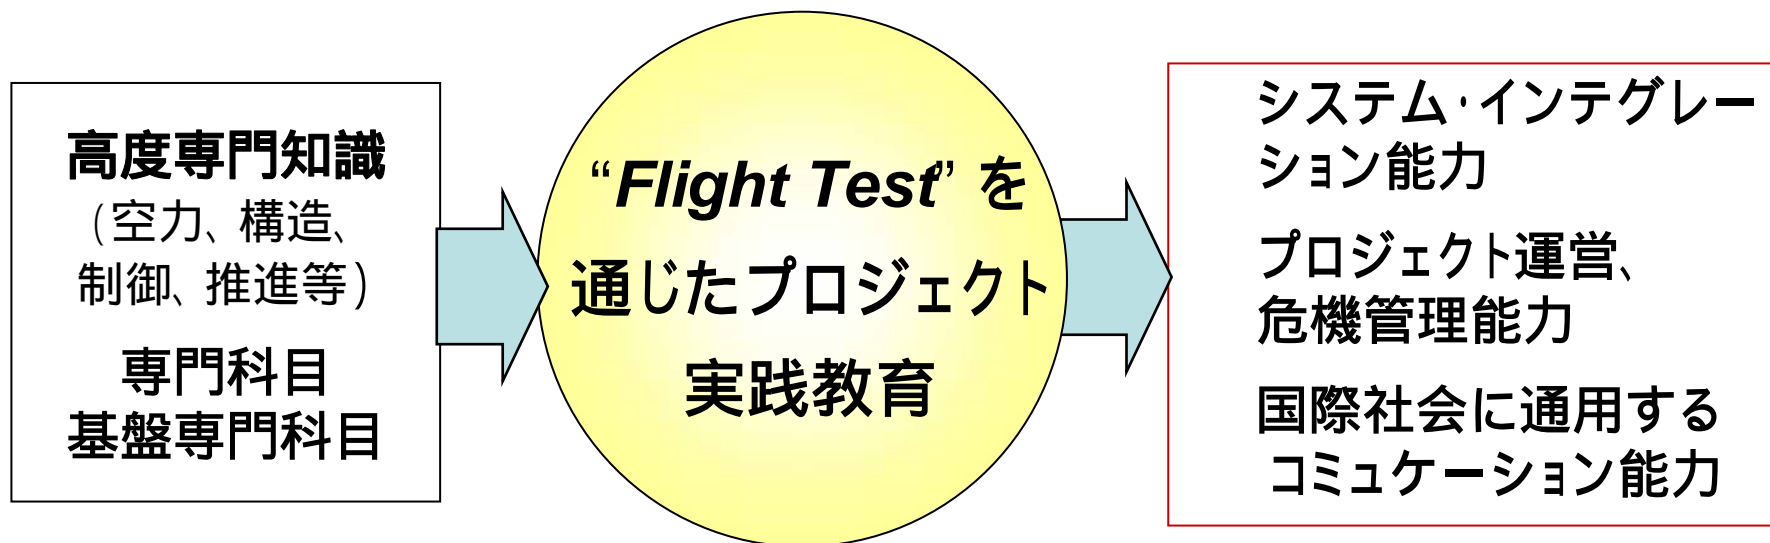 高度専門知識
（空力、構造、
制御、推進等）
専門科目
基盤専門科目
“Flight Test” を
通じたプロジェクト
実践教育
システム・インテグレー
ション能力
プロジェクト運営、
危機管理能力
国際社会に通用する
コミュケーション能力